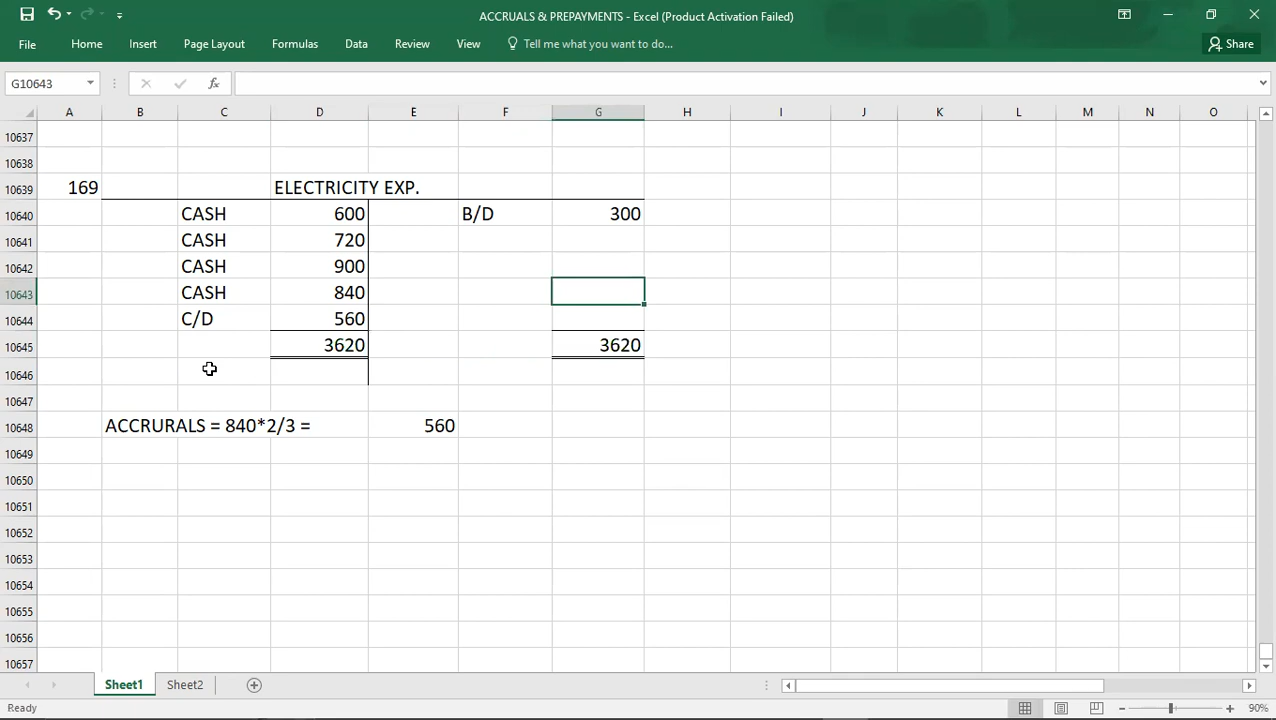 ACCRUALS & PREPAYMENTS - Excel (Product Activation Failed)
File Home Insert Page Layout Formulas Data Review View Tell me what you want to do... Share
G10643 fx
A B C D E F G H I J K L M N O
10637
10638
10639 169 ELECTRICITY EXP.
10640 CASH 600 B/D 300
10641 CASH 720
10642 CASH 900
10643 CASH 840
10644 C/D 560
10645 3620 3620
10646
10647
10648 ACCRURALS = 840*2/3 = 560
10649
10650
10651
10652
10653
10654
10655
10656
10657
Sheet1 Sheet2
Ready 90%